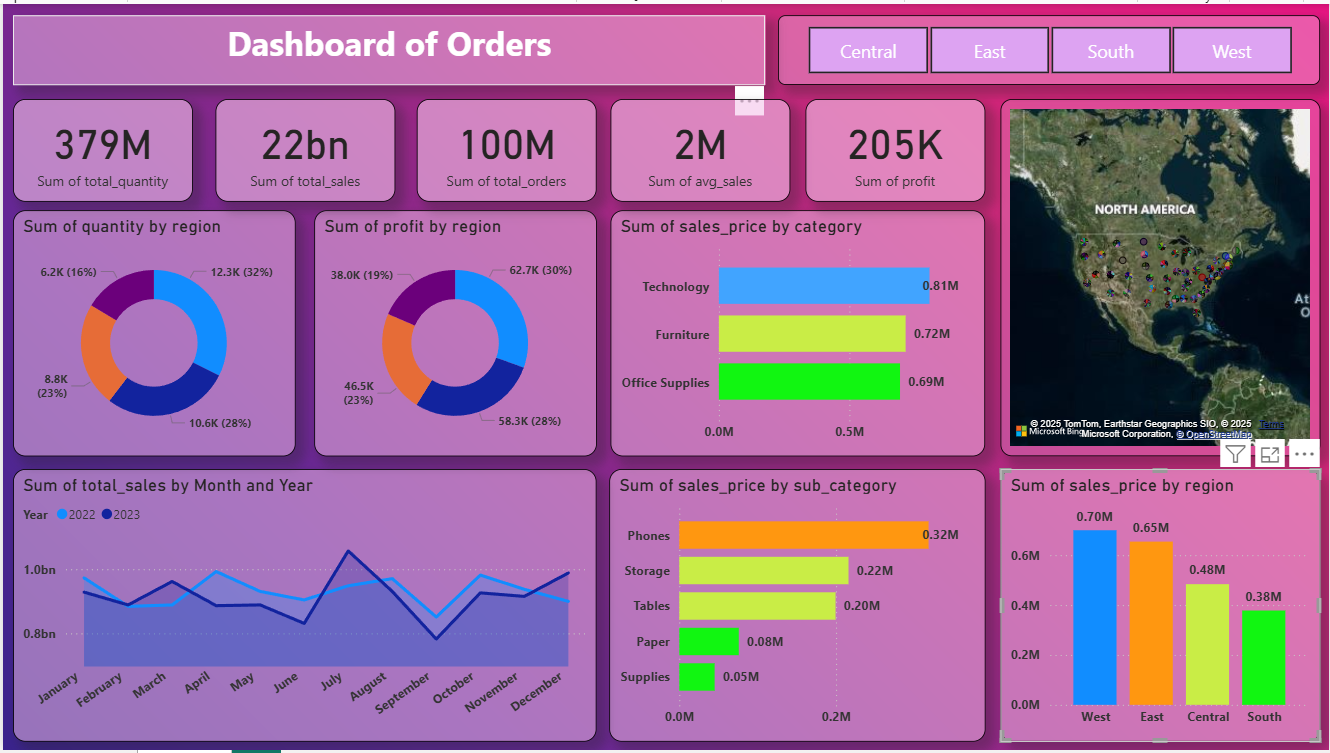 Dashboard of Orders
Central
East
South
West
379M
Sum of total_quantity
22bn
Sum of total_sales
100M
Sum of total_orders
2M
Sum of avg_sales
205K
Sum of profit
Sum of quantity by region
6.2K (16%)
12.3K (32%)
8.8K
(23%)
10.6K (28%)
Sum of profit by region
38.0K (19%)
62.7K (30%)
46.5K
(23%)
58.3K (28%)
Sum of sales_price by category
Technology
0.81M
Furniture
0.72M
Office Supplies
0.69M
0.0M
0.5M
NORTH AMERICA
At
O
© 2025 TomTom, Earthstar Geographics SIO, © 2025
Terms
Microsoft Bing
Microsoft Corporation, © OpenStreetMap
Sum of total_sales by Month and Year
Year
2022
2023
1.0bn
0.8bn
January
February
March
April
May
June
July
August
September
October
November
December
Sum of sales_price by sub_category
Phones
0.32M
Storage
0.22M
Tables
0.20M
Paper
0.08M
Supplies
0.05M
0.0M
0.2M
Sum of sales_price by region
0.70M
0.65M
0.48M
0.38M
0.6M
0.4M
0.2M
0.0M
West
East
Central
South